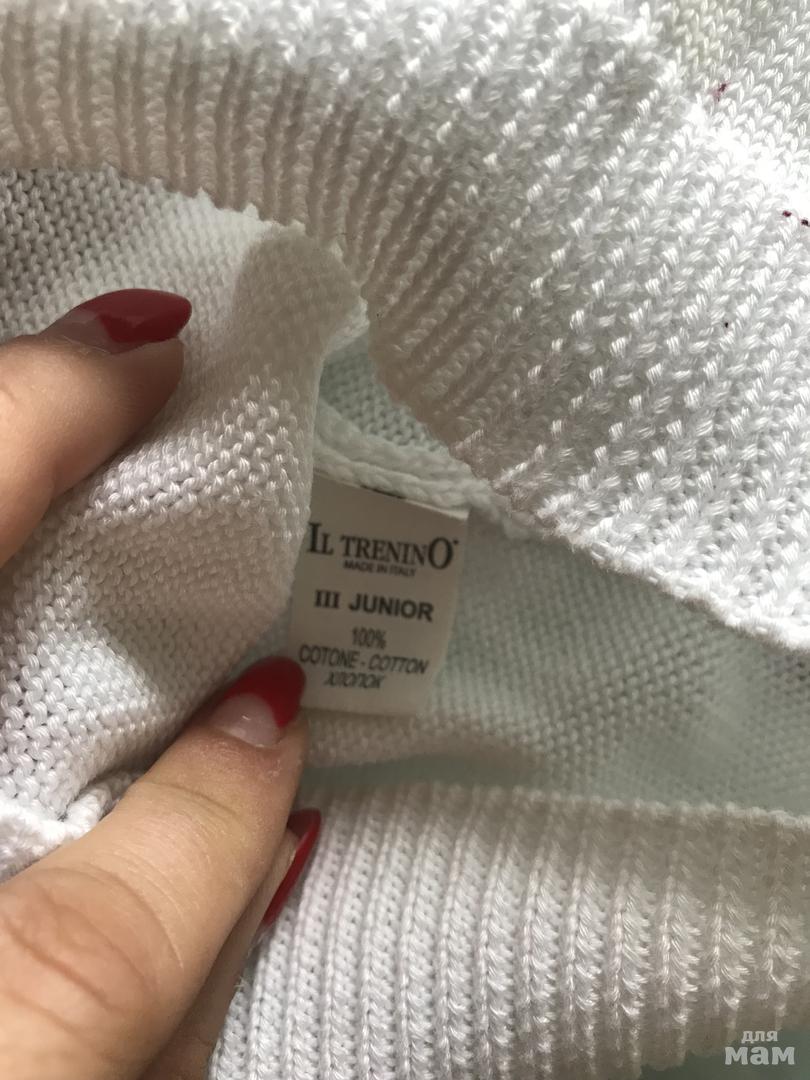 IL TRENINO
MADE IN ITALY
III JUNIOR
100%
COTONE - COTTON
ХЛОПОК
для
мам